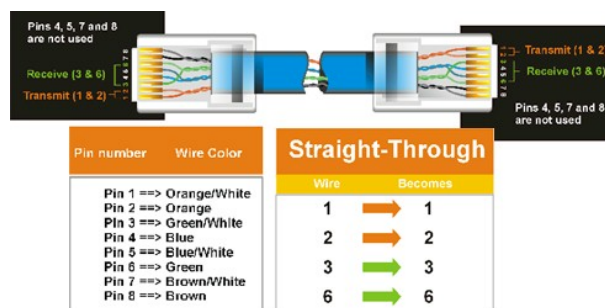 Pins 4, 5, 7 and 8
are not used
Receive (3 & 6)
Transmit (1 & 2)
Transmit (1 & 2)
Receive (3 & 6)
Pins 4, 5, 7 and 8
are not used
Pin number Wire Color
Pin 1 ==> Orange/White
Pin 2 ==> Orange
Pin 3 ==> Green/White
Pin 4 ==> Blue
Pin 5 ==> Blue/White
Pin 6 ==> Green
Pin 7 ==> Brown/White
Pin 8 ==> Brown
Straight-Through
Wire Becomes
1 1
2 2
3 3
6 6